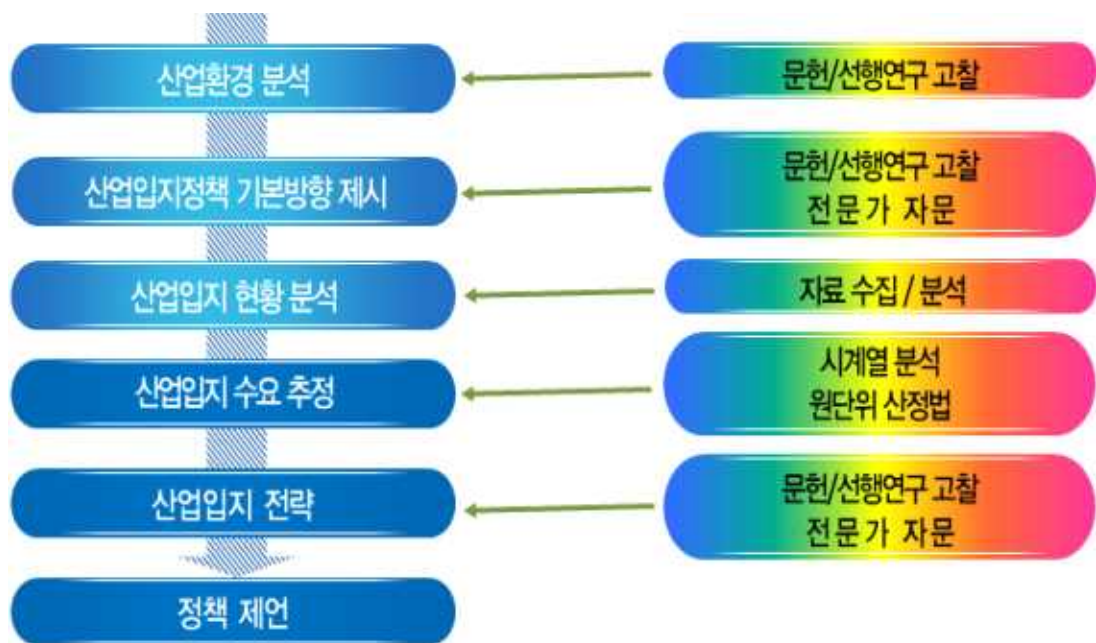 산업환경 분석
문헌/선행연구 고찰
산업입지정책 기본방향 제시
문헌/선행연구 고찰
전문가 자문
산업입지 현황 분석
자료 수집 / 분석
산업입지 수요 추정
시계열 분석
원단위 산정법
산업입지 전략
문헌/선행연구 고찰
전문가 자문
정책 제언